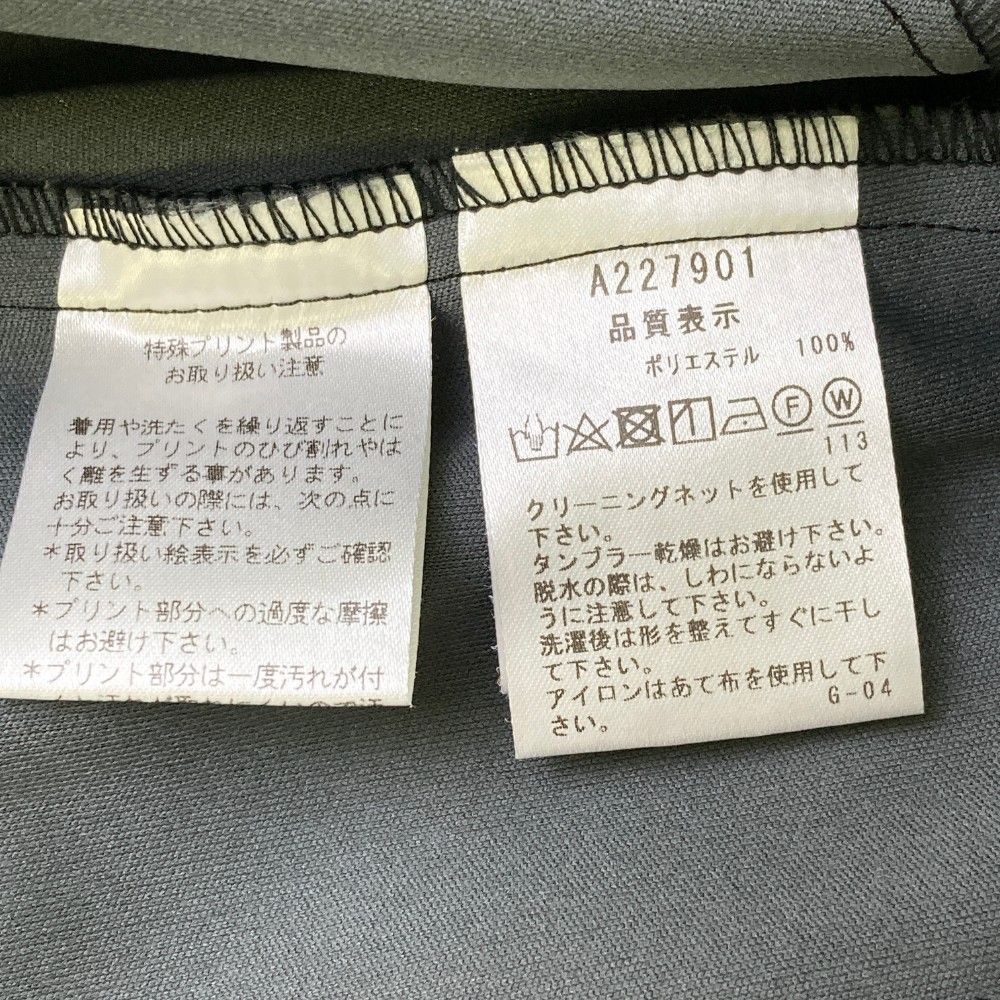 特殊プリント製品の
お取り扱い注意
着用や洗たくを繰り返すことに
より、プリントのひび割れやは
く離を生ずる事があります。
お取り扱いの際には、次の点に
十分ご注意下さい。
*取り扱い絵表示を必ずご確認
下さい。
*プリント部分への過度な摩擦
はお避け下さい。
*プリント部分は一度汚れが付
A227901
品質表示
ポリエステル 100%
F W
113
クリーニングネットを使用して
下さい。
タンブラー乾燥はお避け下さい。
脱水の際は、しわにならないよ
うに注意して下さい。
洗濯後は形を整えてすぐに干し
て下さい。
アイロンはあて布を使用して下
さい。
G-04